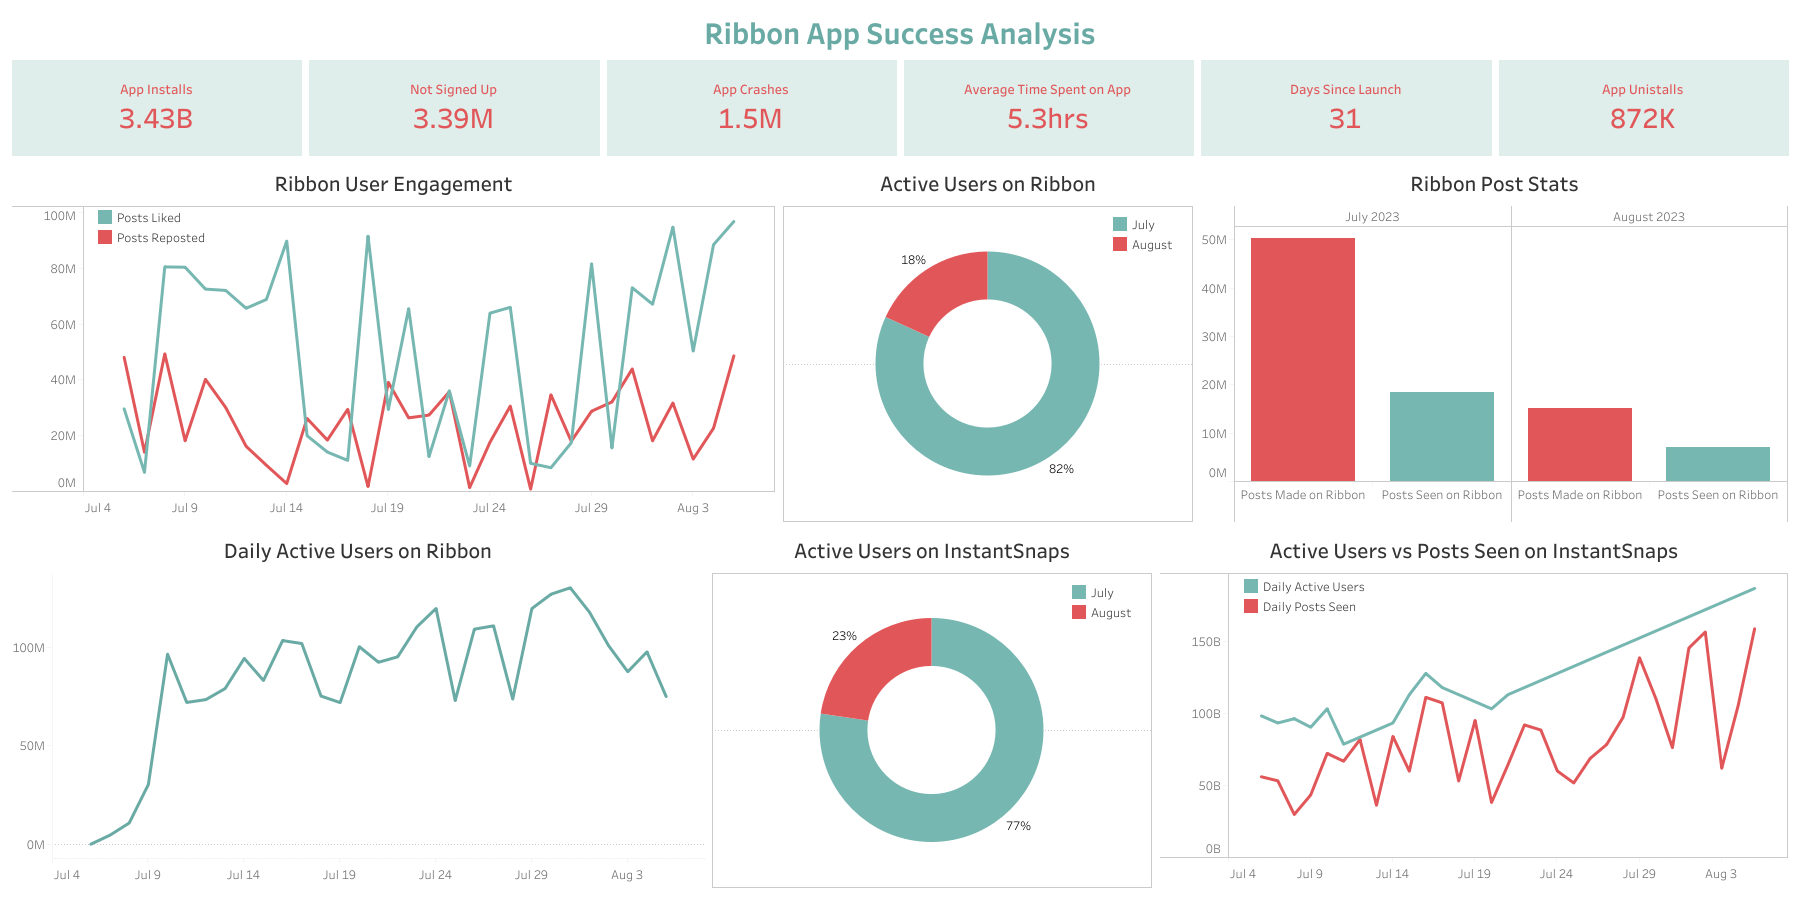 Ribbon App Success Analysis
App Installs
3.43B
Not Signed Up
3.39M
App Crashes
1.5M
Average Time Spent on App
5.3hrs
Days Since Launch
31
App Unistalls
872K
Ribbon User Engagement
Posts Liked
Posts Reposted
100M
80M
60M
40M
20M
0M
Jul 4 Jul 9 Jul 14 Jul 19 Jul 24 Jul 29 Aug 3
Active Users on Ribbon
July
August
18%
82%
Ribbon Post Stats
July 2023 August 2023
50M
40M
30M
20M
10M
0M
Posts Made on Ribbon Posts Seen on Ribbon Posts Made on Ribbon Posts Seen on Ribbon
Daily Active Users on Ribbon
100M
50M
0M
Jul 4 Jul 9 Jul 14 Jul 19 Jul 24 Jul 29 Aug 3
Active Users on InstantSnaps
July
August
23%
77%
Active Users vs Posts Seen on InstantSnaps
Daily Active Users
Daily Posts Seen
150B
100B
50B
0B
Jul 4 Jul 9 Jul 14 Jul 19 Jul 24 Jul 29 Aug 3